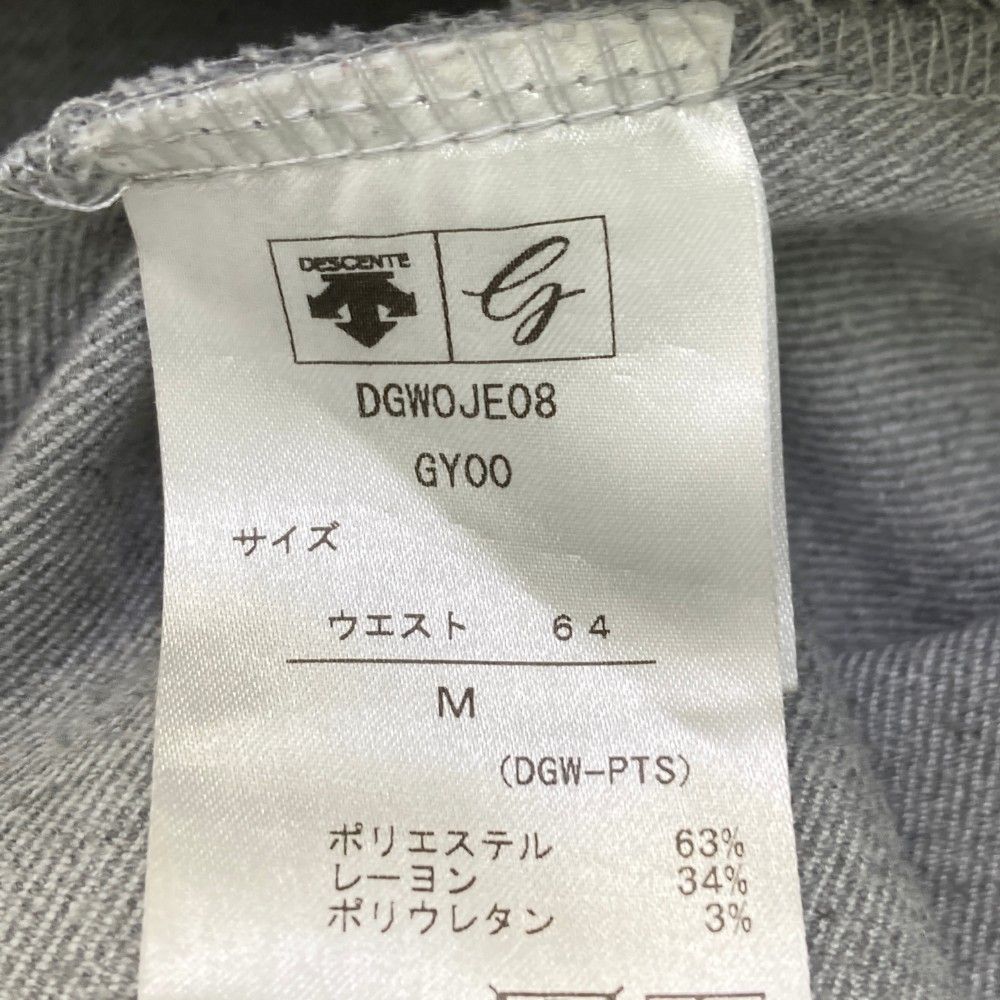 DESCENTE
G
DGW0JE08
GY00
サイズ
ウエスト 64
M
(DGW-PTS)
ポリエステル 63%
レーヨン 34%
ポリウレタン 3%